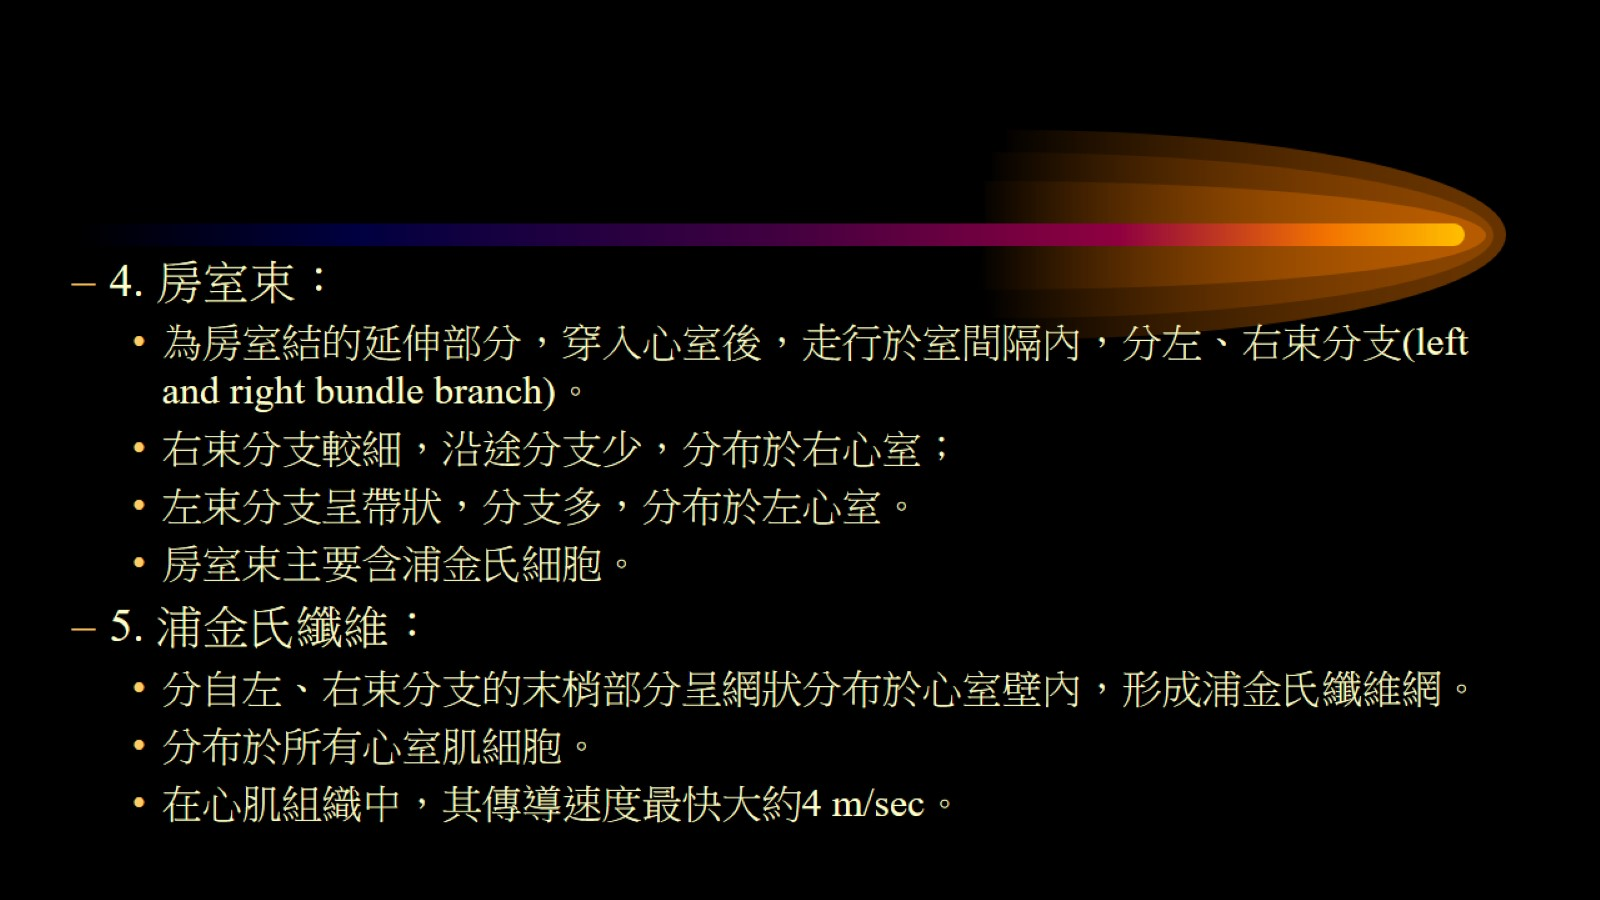 – 4. 房室束：
• 為房室結的延伸部分，穿入心室後，走行於室間隔內，分左、右束分支(left
and right bundle branch)。
• 右束分支較細，沿途分支少，分布於右心室；
• 左束分支呈帶狀，分支多，分布於左心室。
• 房室束主要含浦金氏細胞。
– 5. 浦金氏纖維：
• 分自左、右束分支的末梢部分呈網狀分布於心室壁內，形成浦金氏纖維網。
• 分布於所有心室肌細胞。
• 在心肌組織中，其傳導速度最快大約4 m/sec。